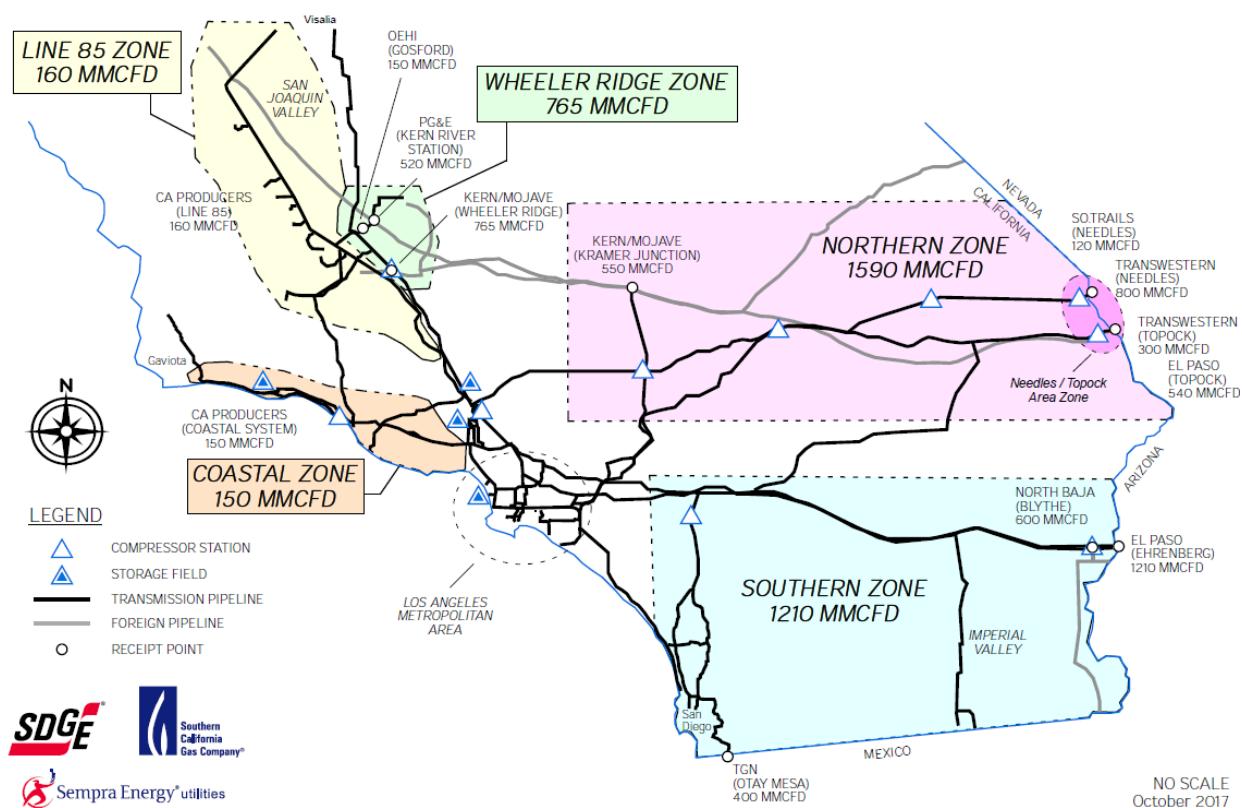 Visalia
OEHI
(GOSFORD)
150 MMCFD
LINE 85 ZONE
160 MMCFD
SAN
JOAQUIN
VALLEY
WHEELER RIDGE ZONE
765 MMCFD
PG&E
(KERN RIVER
STATION)
520 MMCFD
CA PRODUCERS
(LINE 85)
160 MMCFD
KERN/MOJAVE
(WHEELER RIDGE)
765 MMCFD
KERN/MOJAVE
(KRAMER JUNCTION)
550 MMCFD
NORTHERN ZONE
1590 MMCFD
NEVADA
CALIFORNIA
SO.TRAILS
(NEEDLES)
120 MMCFD
TRANSWESTERN
(NEEDLES)
800 MMCFD
TRANSWESTERN
(TOPOCK)
300 MMCFD
EL PASO
(TOPOCK)
540 MMCFD
Needles / Topock
Area Zone
Gaviota
N
CA PRODUCERS
(COASTAL SYSTEM)
150 MMCFD
COASTAL ZONE
150 MMCFD
ARIZONA
LEGEND
COMPRESSOR STATION
STORAGE FIELD
TRANSMISSION PIPELINE
FOREIGN PIPELINE
RECEIPT POINT
LOS ANGELES
METROPOLITAN
AREA
NORTH BAJA
(BLYTHE)
600 MMCFD
EL PASO
(EHRENBERG)
1210 MMCFD
SOUTHERN ZONE
1210 MMCFD
IMPERIAL
VALLEY
San
Diego
MEXICO
TGN
(OTAY MESA)
400 MMCFD
SDGE®
Southern
California
Gas Company®
Sempra Energy® utilities
NO SCALE
October 2017